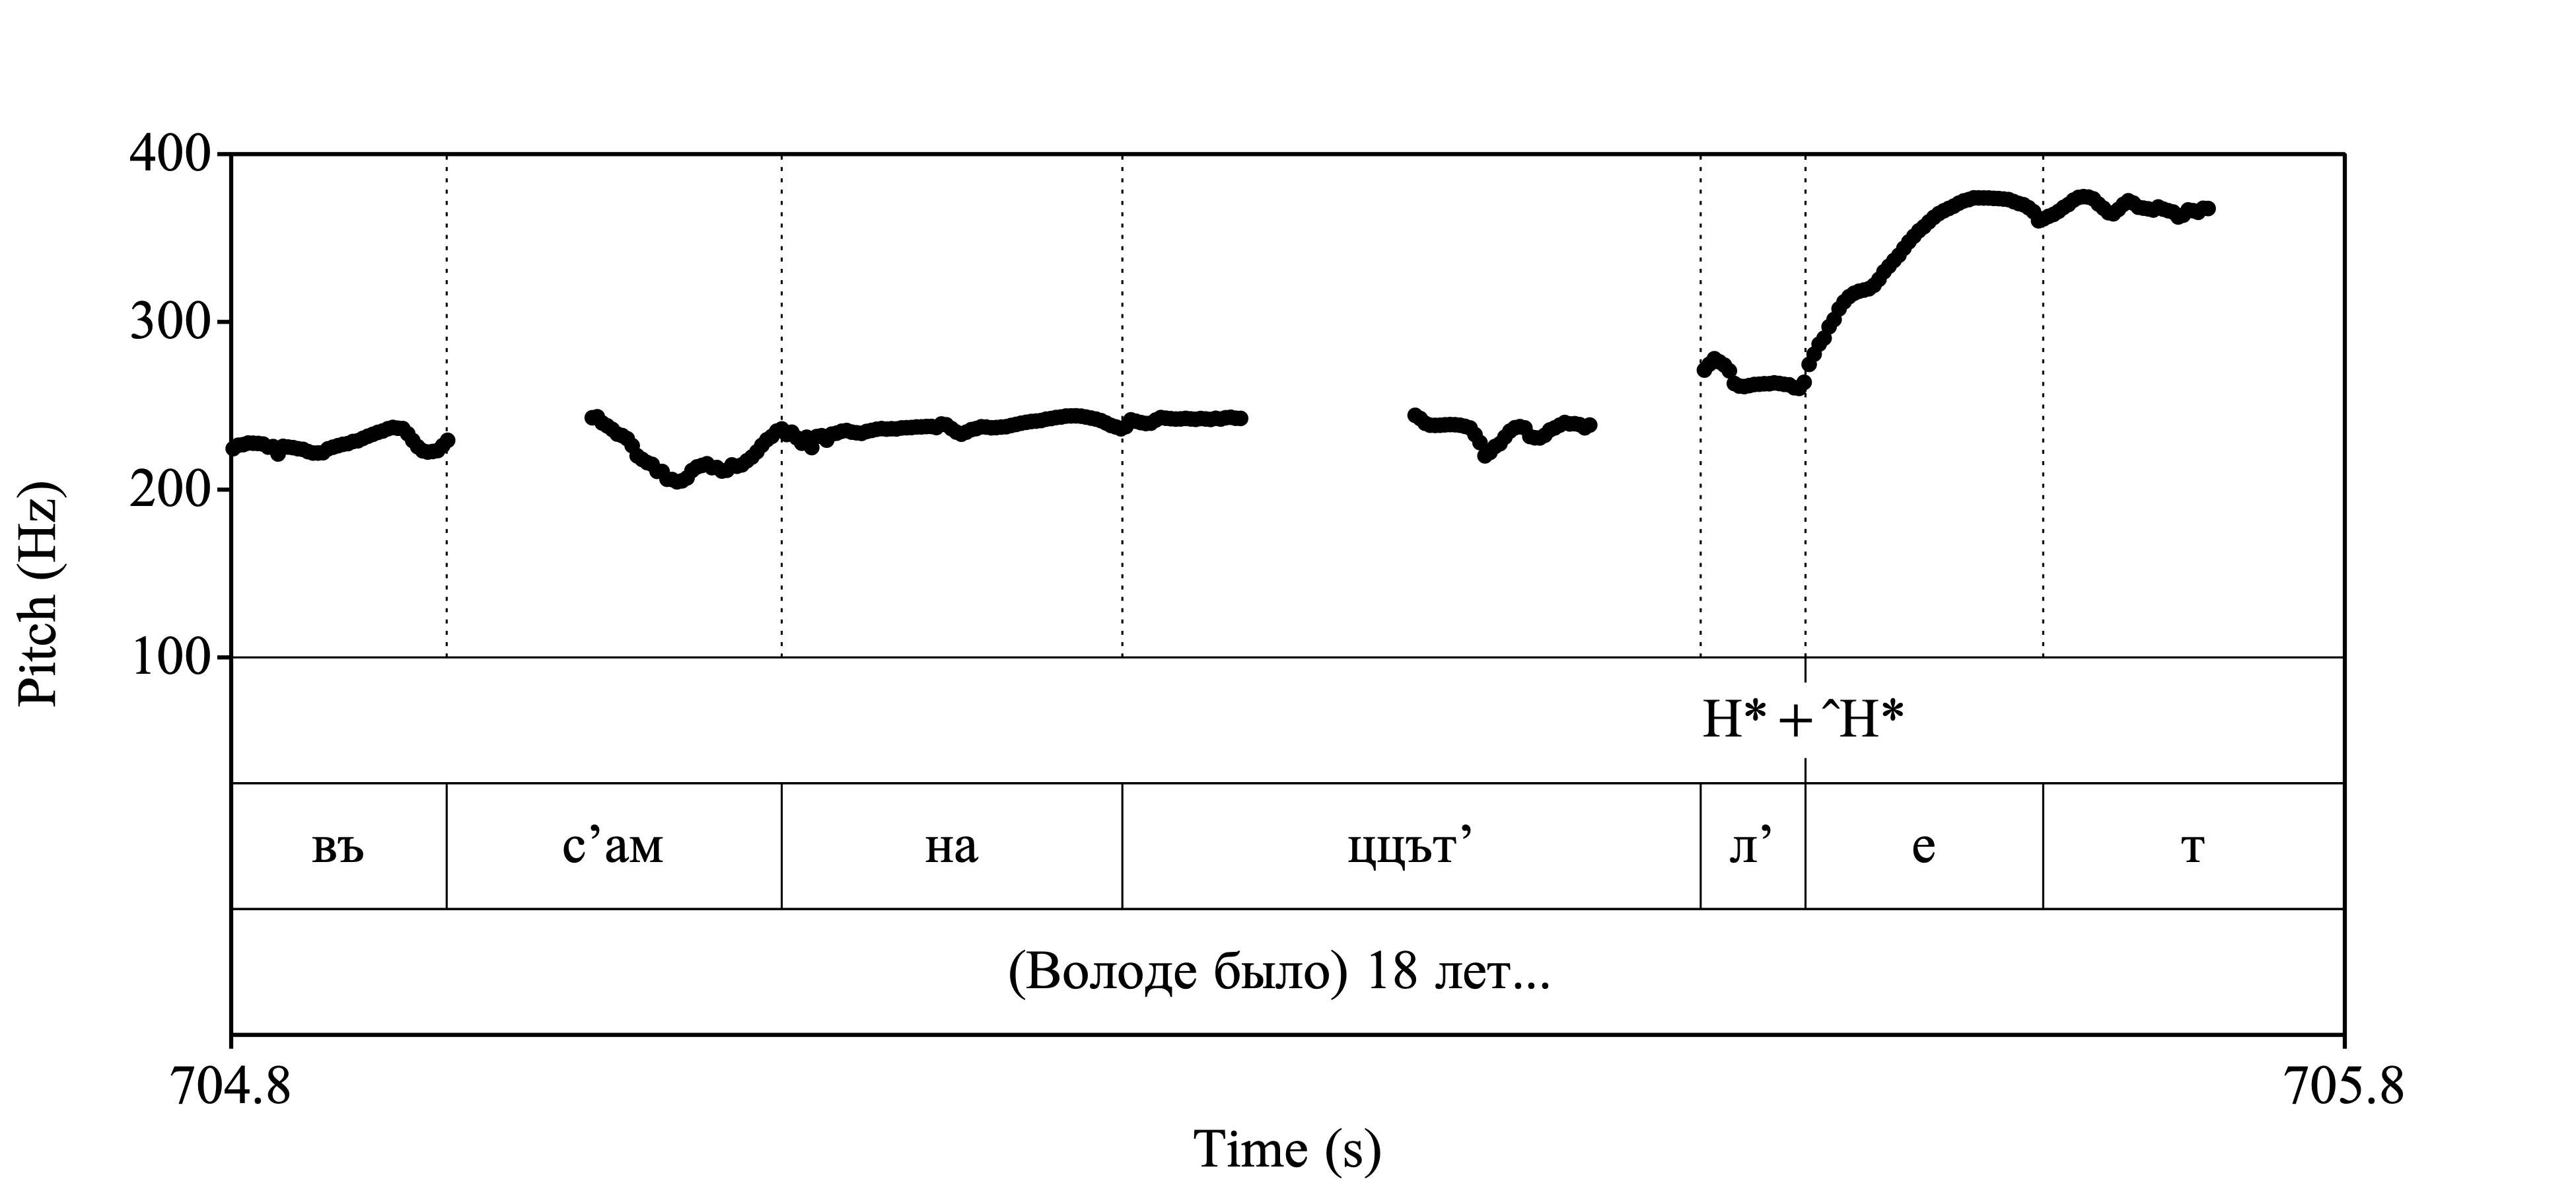 400
300
200
100
Pitch (Hz)
H* + ˆH*
въ с’ам на ццът’ л’ е т
(Володе было) 18 лет...
704.8 705.8
Time (s)